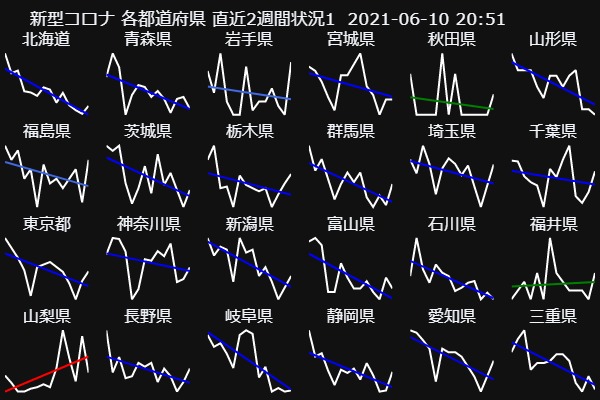 新型コロナ 各都道府県 直近2週間状況1 2021-06-10 20:51
北海道 青森県 岩手県 宮城県 秋田県 山形県
福島県 茨城県 栃木県 群馬県 埼玉県 千葉県
東京都 神奈川県 新潟県 富山県 石川県 福井県
山梨県 長野県 岐阜県 静岡県 愛知県 三重県